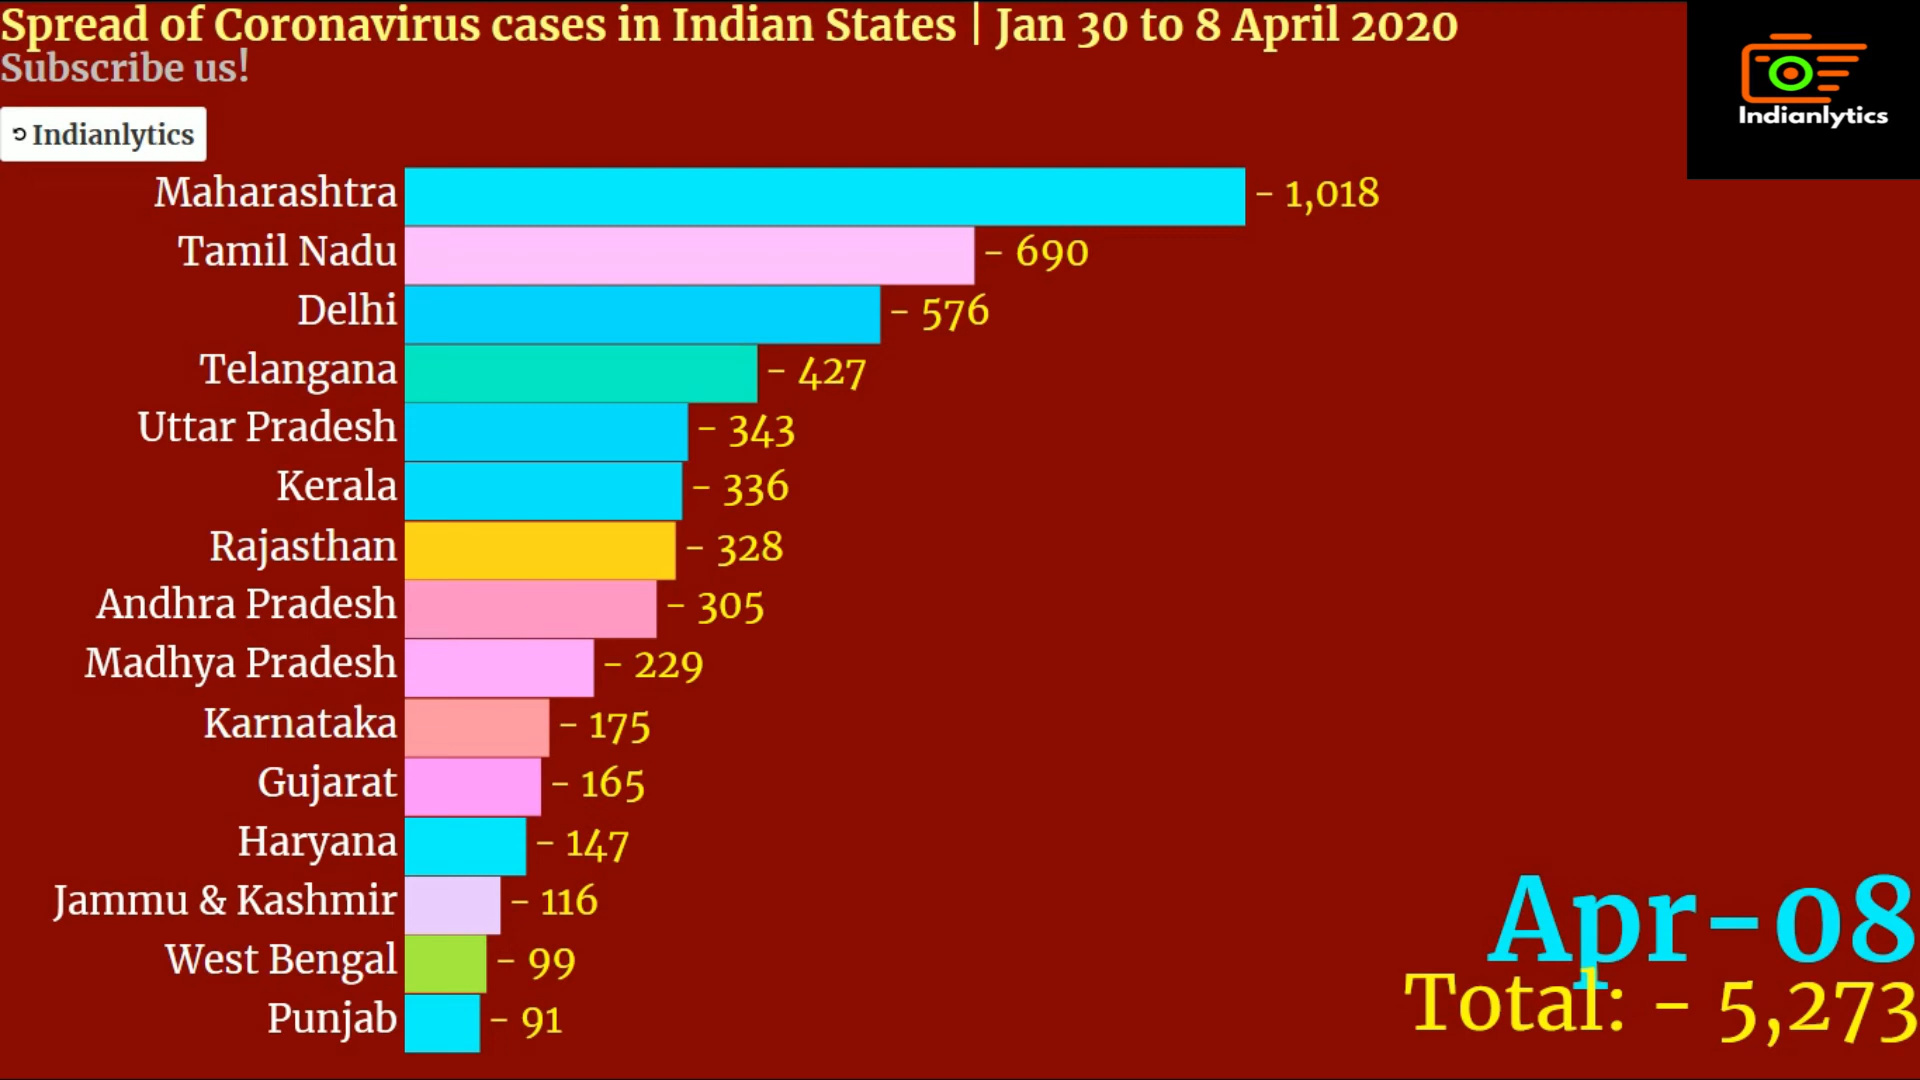 Spread of Coronavirus cases in Indian States | Jan 30 to 8 April 2020
Subscribe us!
Indianlytics
Indianlytics
Maharashtra - 1,018
Tamil Nadu - 690
Delhi - 576
Telangana - 427
Uttar Pradesh - 343
Kerala - 336
Rajasthan - 328
Andhra Pradesh - 305
Madhya Pradesh - 229
Karnataka - 175
Gujarat - 165
Haryana - 147
Jammu & Kashmir - 116
West Bengal - 99
Punjab - 91
Apr-08
Total: - 5,273